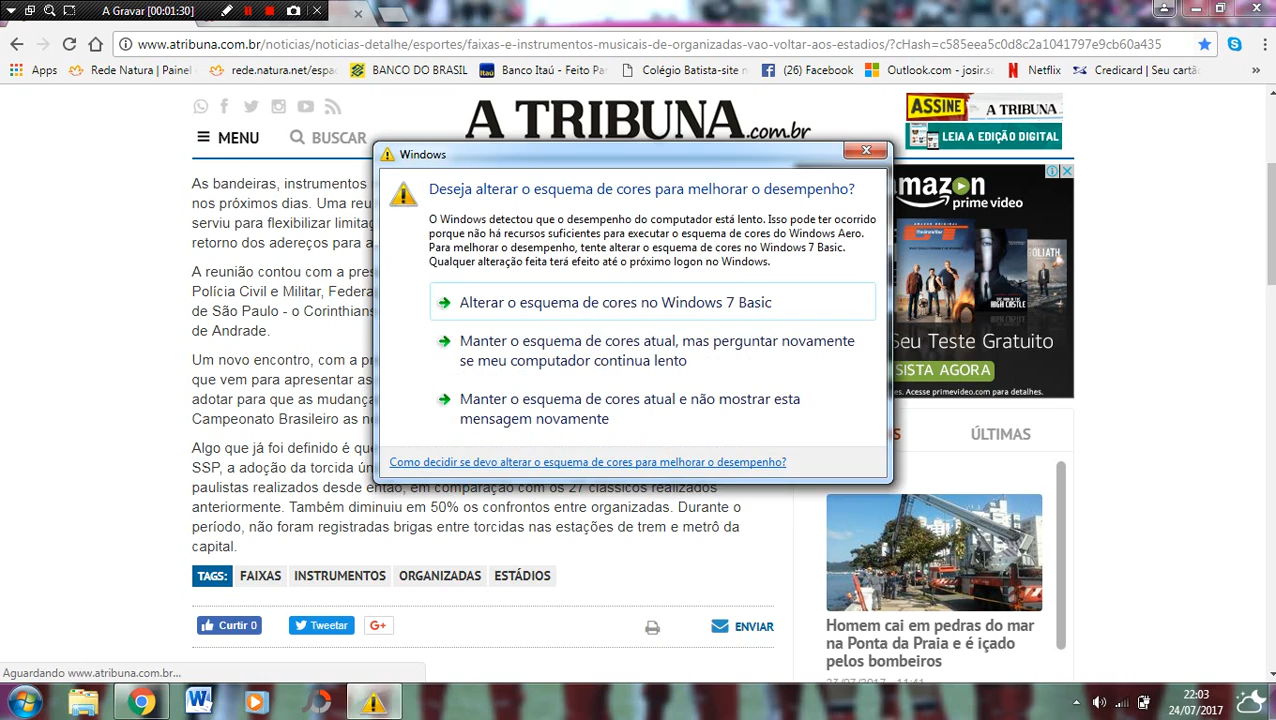 A Gravar [00:01:30]
www.atribuna.com.br/noticias/noticias-detalhe/esportes/faixas-e-instrumentos-musicais-de-organizadas-vao-voltar-aos-estadios/?cHash=c585eea5c0d8c2a1041797e9cb60a435
Apps
Rede Natura | Painel
rede.natura.net/espa
BANCO DO BRASIL
Banco Itaú - Feito Pa
Colégio Batista-site n
(26) Facebook
Outlook.com - josir.s
Netflix
Credicard | Seu cartã
»
MENU
BUSCAR
A TRIBUNA.com.br
ASSINE A TRIBUNA
LEIA A EDIÇÃO DIGITAL
As bandeiras, instrumentos
nos próximos dias. Uma reu
serviu para flexibilizar limitaç
retorno dos adereços para a
A reunião contou com a pres
Polícia Civil e Militar, Federa
de São Paulo - o Corinthians
de Andrade.
Um novo encontro, com a p
que vem para apresentar as
adotar propostas mudança
Campeonato Brasileiro as n
Algo que já foi definido é qu
SSP, a adoção da torcida ún
paulistas realizados desde então, em comparação com os 27 clássicos realizados
anteriormente. Também diminuiu em 50% os confrontos entre organizadas. Durante o
período, não foram registradas brigas entre torcidas nas estações de trem e metrô da
capital.
Windows
Deseja alterar o esquema de cores para melhorar o desempenho?
O Windows detectou que o desempenho do computador está lento. Isso pode ter ocorrido
porque não há recursos suficientes para executar o esquema de cores do Windows Aero.
Para melhorar o desempenho, tente alterar o esquema de cores no Windows 7 Basic.
Qualquer alteração feita terá efeito até o próximo logon no Windows.
Alterar o esquema de cores no Windows 7 Basic
Manter o esquema de cores atual, mas perguntar novamente
se meu computador continua lento
Manter o esquema de cores atual e não mostrar esta
mensagem novamente
Como decidir se devo alterar o esquema de cores para melhorar o desempenho?
amazon
prime video
GOLIATH
HIGH CASTLE
Seu Teste Gratuito
SISTA AGORA
. Acesse primevideo.com para detalhes.
S
ÚLTIMAS
Homem cai em pedras do mar
na Ponta da Praia e é içado
pelos bombeiros
23/07/2017 - 11:41
TAGS:
FAIXAS
INSTRUMENTOS
ORGANIZADAS
ESTÁDIOS
Curtir 0
Tweetar
G+
ENVIAR
Aguardando www.atribuna.com.br...
22:03
24/07/2017